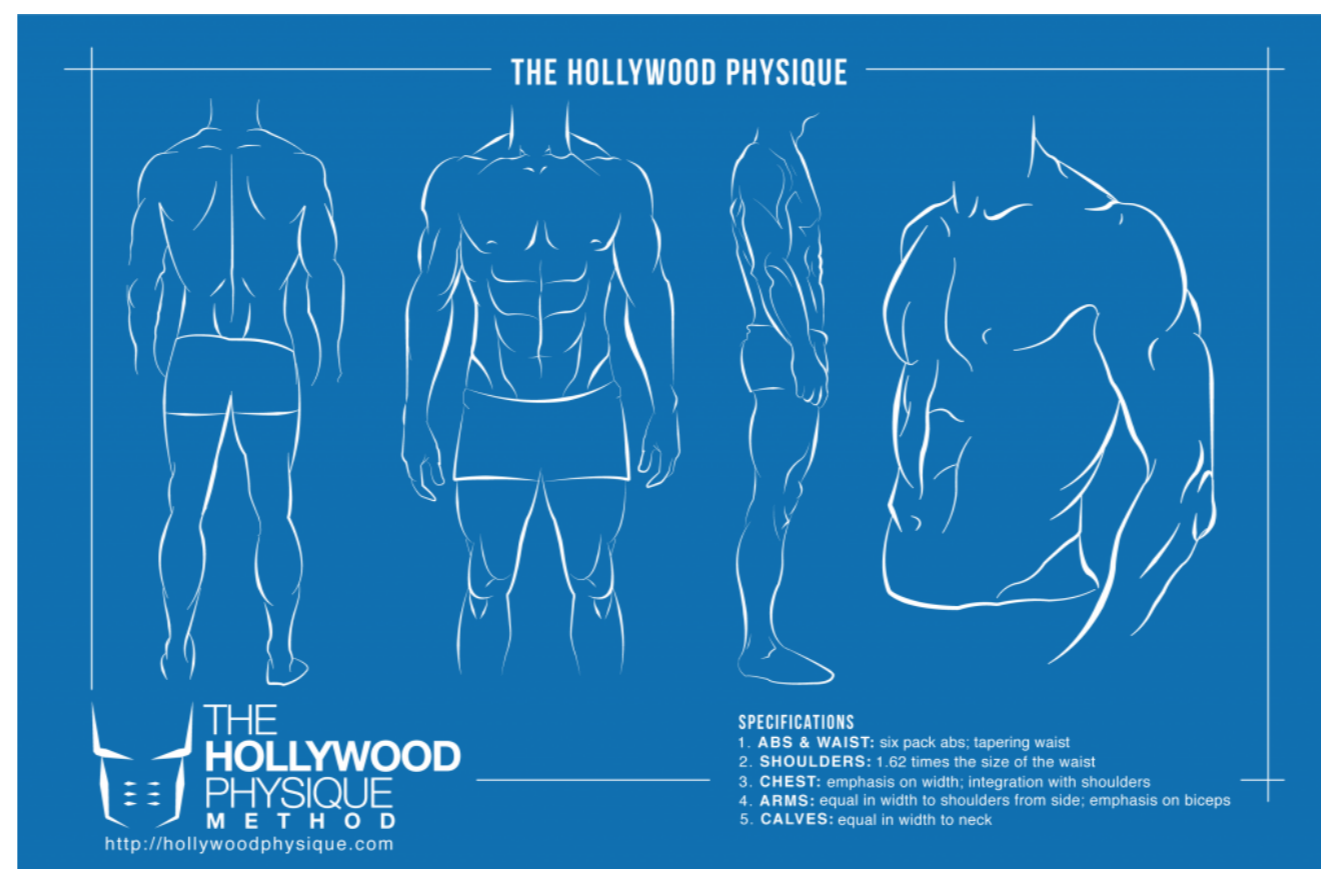 THE HOLLYWOOD PHYSIQUE
THE
HOLLYWOOD
PHYSIQUE
METHOD
http://hollywoodphysique.com
SPECIFICATIONS
1. ABS & WAIST: six pack abs; tapering waist
2. SHOULDERS: 1.62 times the size of the waist
3. CHEST: emphasis on width; integration with shoulders
4. ARMS: equal in width to shoulders from side; emphasis on biceps
5. CALVES: equal in width to neck